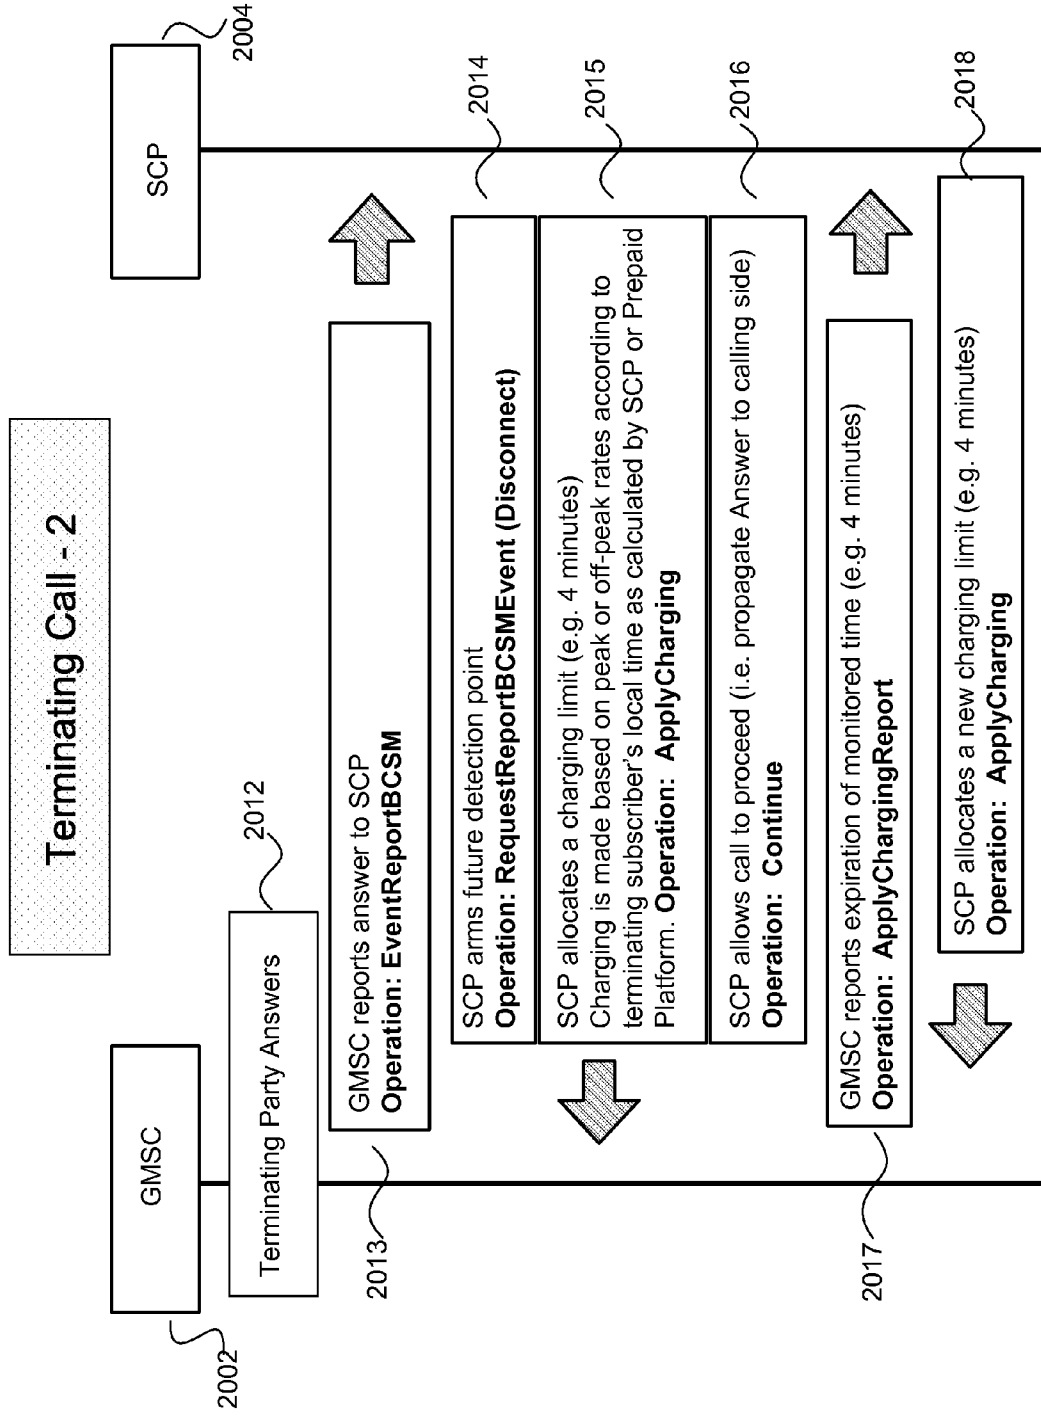 Terminating Call - 2
GMSC
SCP
2002
2004
Terminating Party Answers
2012
GMSC reports answer to SCP
Operation: EventReportBCSM
2013
SCP arms future detection point
Operation: RequestReportBCSMEvent (Disconnect)
2014
SCP allocates a charging limit (e.g. 4 minutes)
Charging is made based on peak or off-peak rates according to
terminating subscriber's local time as calculated by SCP or Prepaid
Platform. Operation: ApplyCharging
2015
SCP allows call to proceed (i.e. propagate Answer to calling side)
Operation: Continue
2016
GMSC reports expiration of monitored time (e.g. 4 minutes)
Operation: ApplyChargingReport
2017
SCP allocates a new charging limit (e.g. 4 minutes)
Operation: ApplyCharging
2018